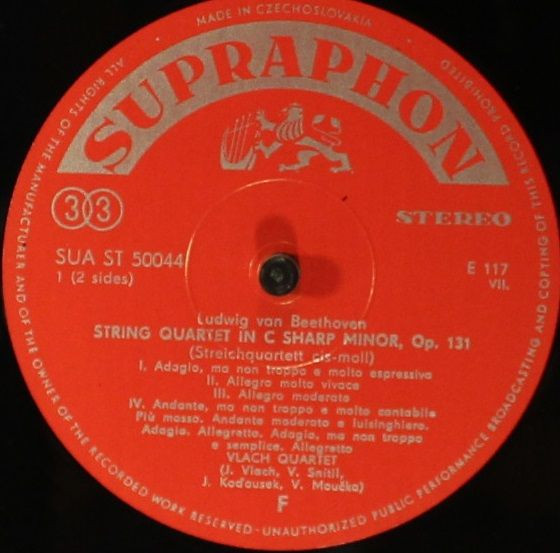 MADE IN CZECHOSLOVAKIA
ALL RIGHTS OF THE MANUFACTURER AND OF THE OWNER OF THE RECORDED WORK RESERVED-UNAUTHORIZED PUBLIC PERFORMANCE BROADCASTING AND COPYING OF THIS RECORD PROHIBITED
SUPRAPHON
33
STEREO
SUA ST 50044
1 (2 sides)
E 117
VII.
Ludwig van Beethoven
STRING QUARTET IN C SHARP MINOR, Op. 131
(Streichquartett cis-moll)
I. Adagio, ma non troppo e molto espressivo
II. Allegro molto vivace
III. Allegro moderato
IV. Andante, ma non troppo e molto cantabile
Più mosso. Andante moderato e luisinghiero.
Adagio. Allegretto. Adagio, ma non troppo
e semplice. Allegretto
VLACH QUARTET
(J. Vlach, V. Snítil,
J. Koďousek, V. Moučka)
F